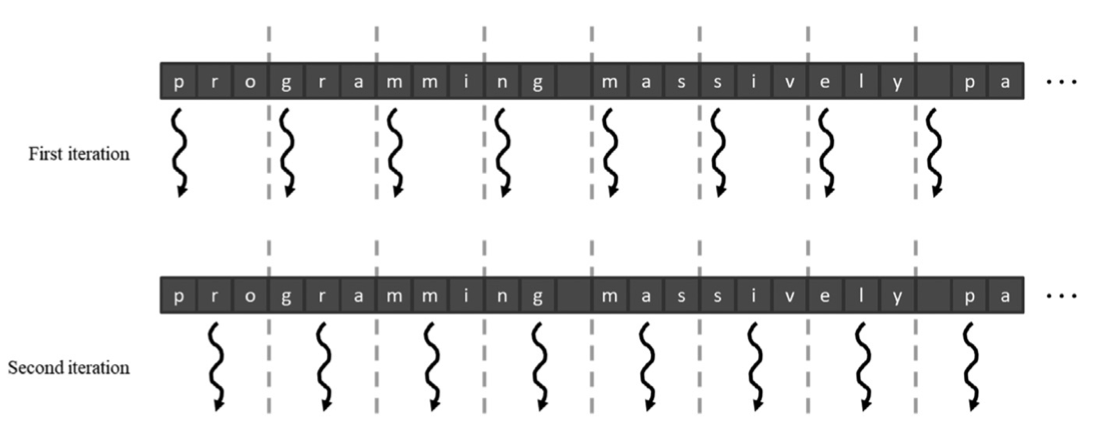 p r o g r a m m i n g m a s s i v e l y p a ...
First iteration
p r o g r a m m i n g m a s s i v e l y p a ...
Second iteration